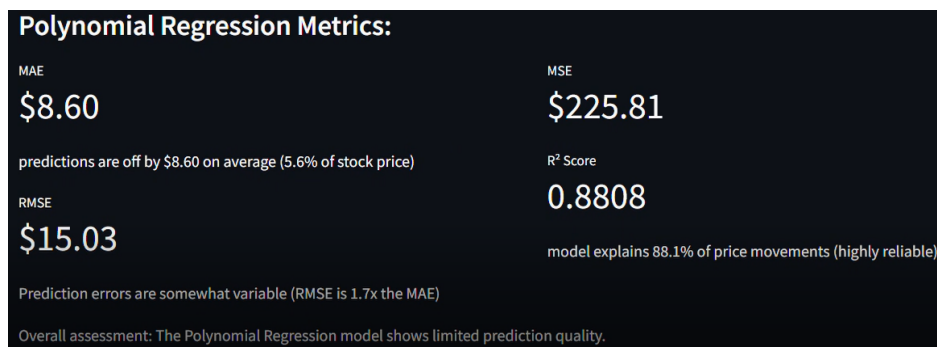 Polynomial Regression Metrics:
MAE
$8.60
predictions are off by $8.60 on average (5.6% of stock price)
RMSE
$15.03
MSE
$225.81
R² Score
0.8808
model explains 88.1% of price movements (highly reliable)
Prediction errors are somewhat variable (RMSE is 1.7x the MAE)
Overall assessment: The Polynomial Regression model shows limited prediction quality.